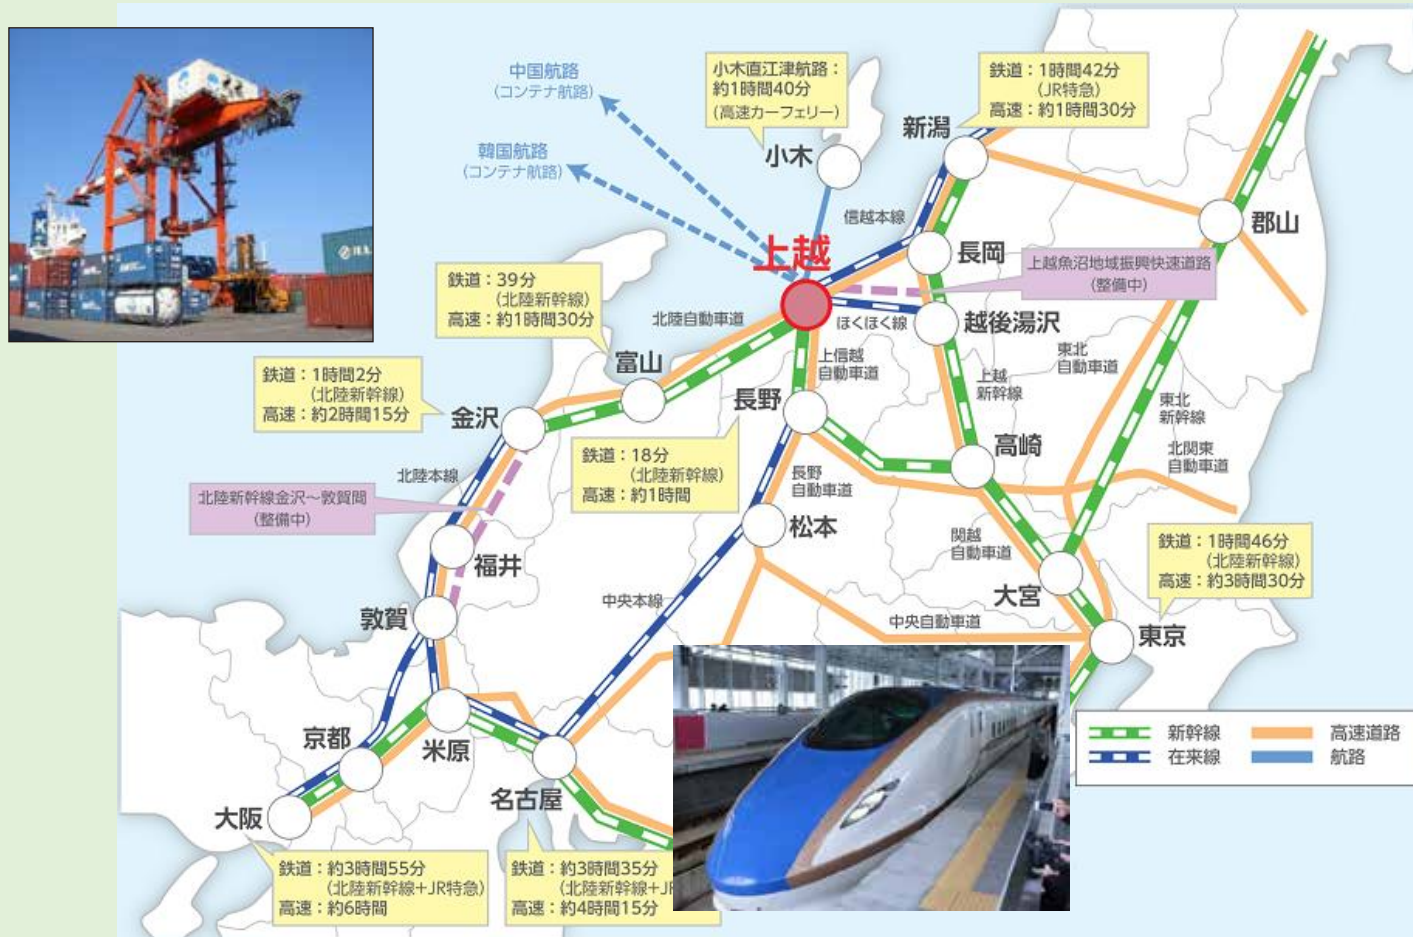 中国航路
(コンテナ航路)
韓国航路
(コンテナ航路)
小木直江津航路：
約1時間40分
(高速カーフェリー)
小木
鉄道：1時間42分
(JR特急)
高速：約1時間30分
新潟
信越本線
郡山
長岡
上越魚沼地域振興快速道路
(整備中)
上越
鉄道：39分
(北陸新幹線)
高速：約1時間30分
北陸自動車道
ほくほく線
越後湯沢
富山
上信越
自動車道
東北
自動車道
上越
新幹線
鉄道：1時間2分
(北陸新幹線)
高速：約2時間15分
金沢
長野
東北
新幹線
鉄道：18分
(北陸新幹線)
高速：約1時間
高崎
北関東
自動車道
北陸本線
長野
自動車道
北陸新幹線金沢～敦賀間
(整備中)
松本
関越
自動車道
鉄道：1時間46分
(北陸新幹線)
高速：約3時間30分
福井
大宮
中央本線
中央自動車道
敦賀
東京
新幹線
高速道路
在来線
航路
京都
米原
名古屋
大阪
鉄道：約3時間55分
(北陸新幹線+JR特急)
高速：約6時間
鉄道：約3時間35分
(北陸新幹線+J
高速：約4時間15分